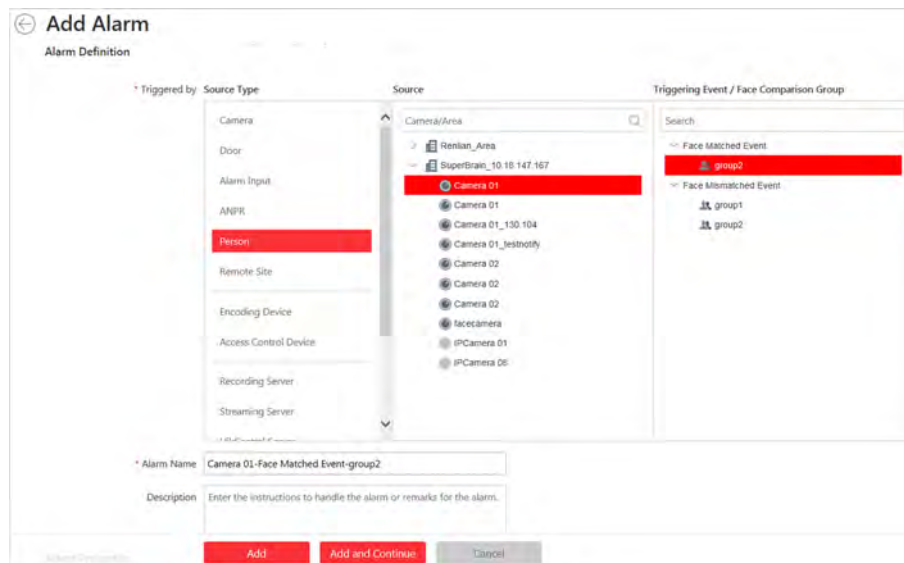 Add Alarm
Alarm Definition
* Triggered by Source Type Source Triggering Event / Face Comparison Group
Camera
Door
Alarm Input
ANPR
Person
Remote Site
Encoding Device
Access Control Device
Recording Server
Streaming Server
Camera/Area
Renlian_Area
SuperBrain_10.16.147.167
Camera 01
Camera 01
Camera 01_130.104
Camera 01_testnotify
Camera 02
Camera 02
Camera 02
facecamera
IPCamera 01
IPCamera 06
Search
Face Matched Event
group2
Face Mismatched Event
group1
group2
* Alarm Name Camera 01-Face Matched Event-group2
Description Enter the instructions to handle the alarm or remarks for the alarm.
Add Add and Continue Cancel